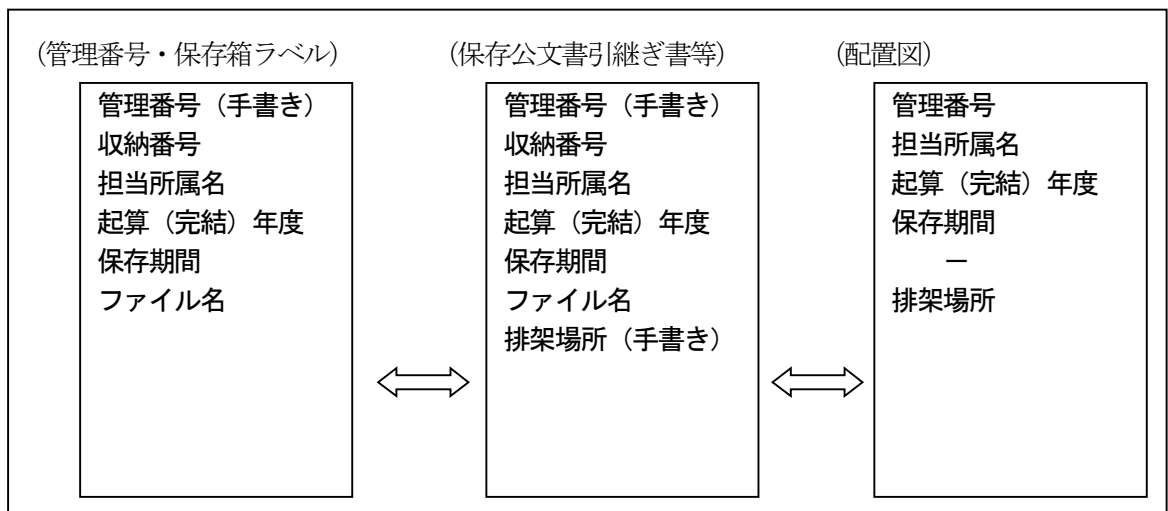 (管理番号・保存箱ラベル)
管理番号（手書き）
収納番号
担当所属名
起算（完結）年度
保存期間
ファイル名
(保存公文書引継ぎ書等)
管理番号（手書き）
収納番号
担当所属名
起算（完結）年度
保存期間
ファイル名
排架場所（手書き）
(配置図)
管理番号
担当所属名
起算（完結）年度
保存期間
－
排架場所